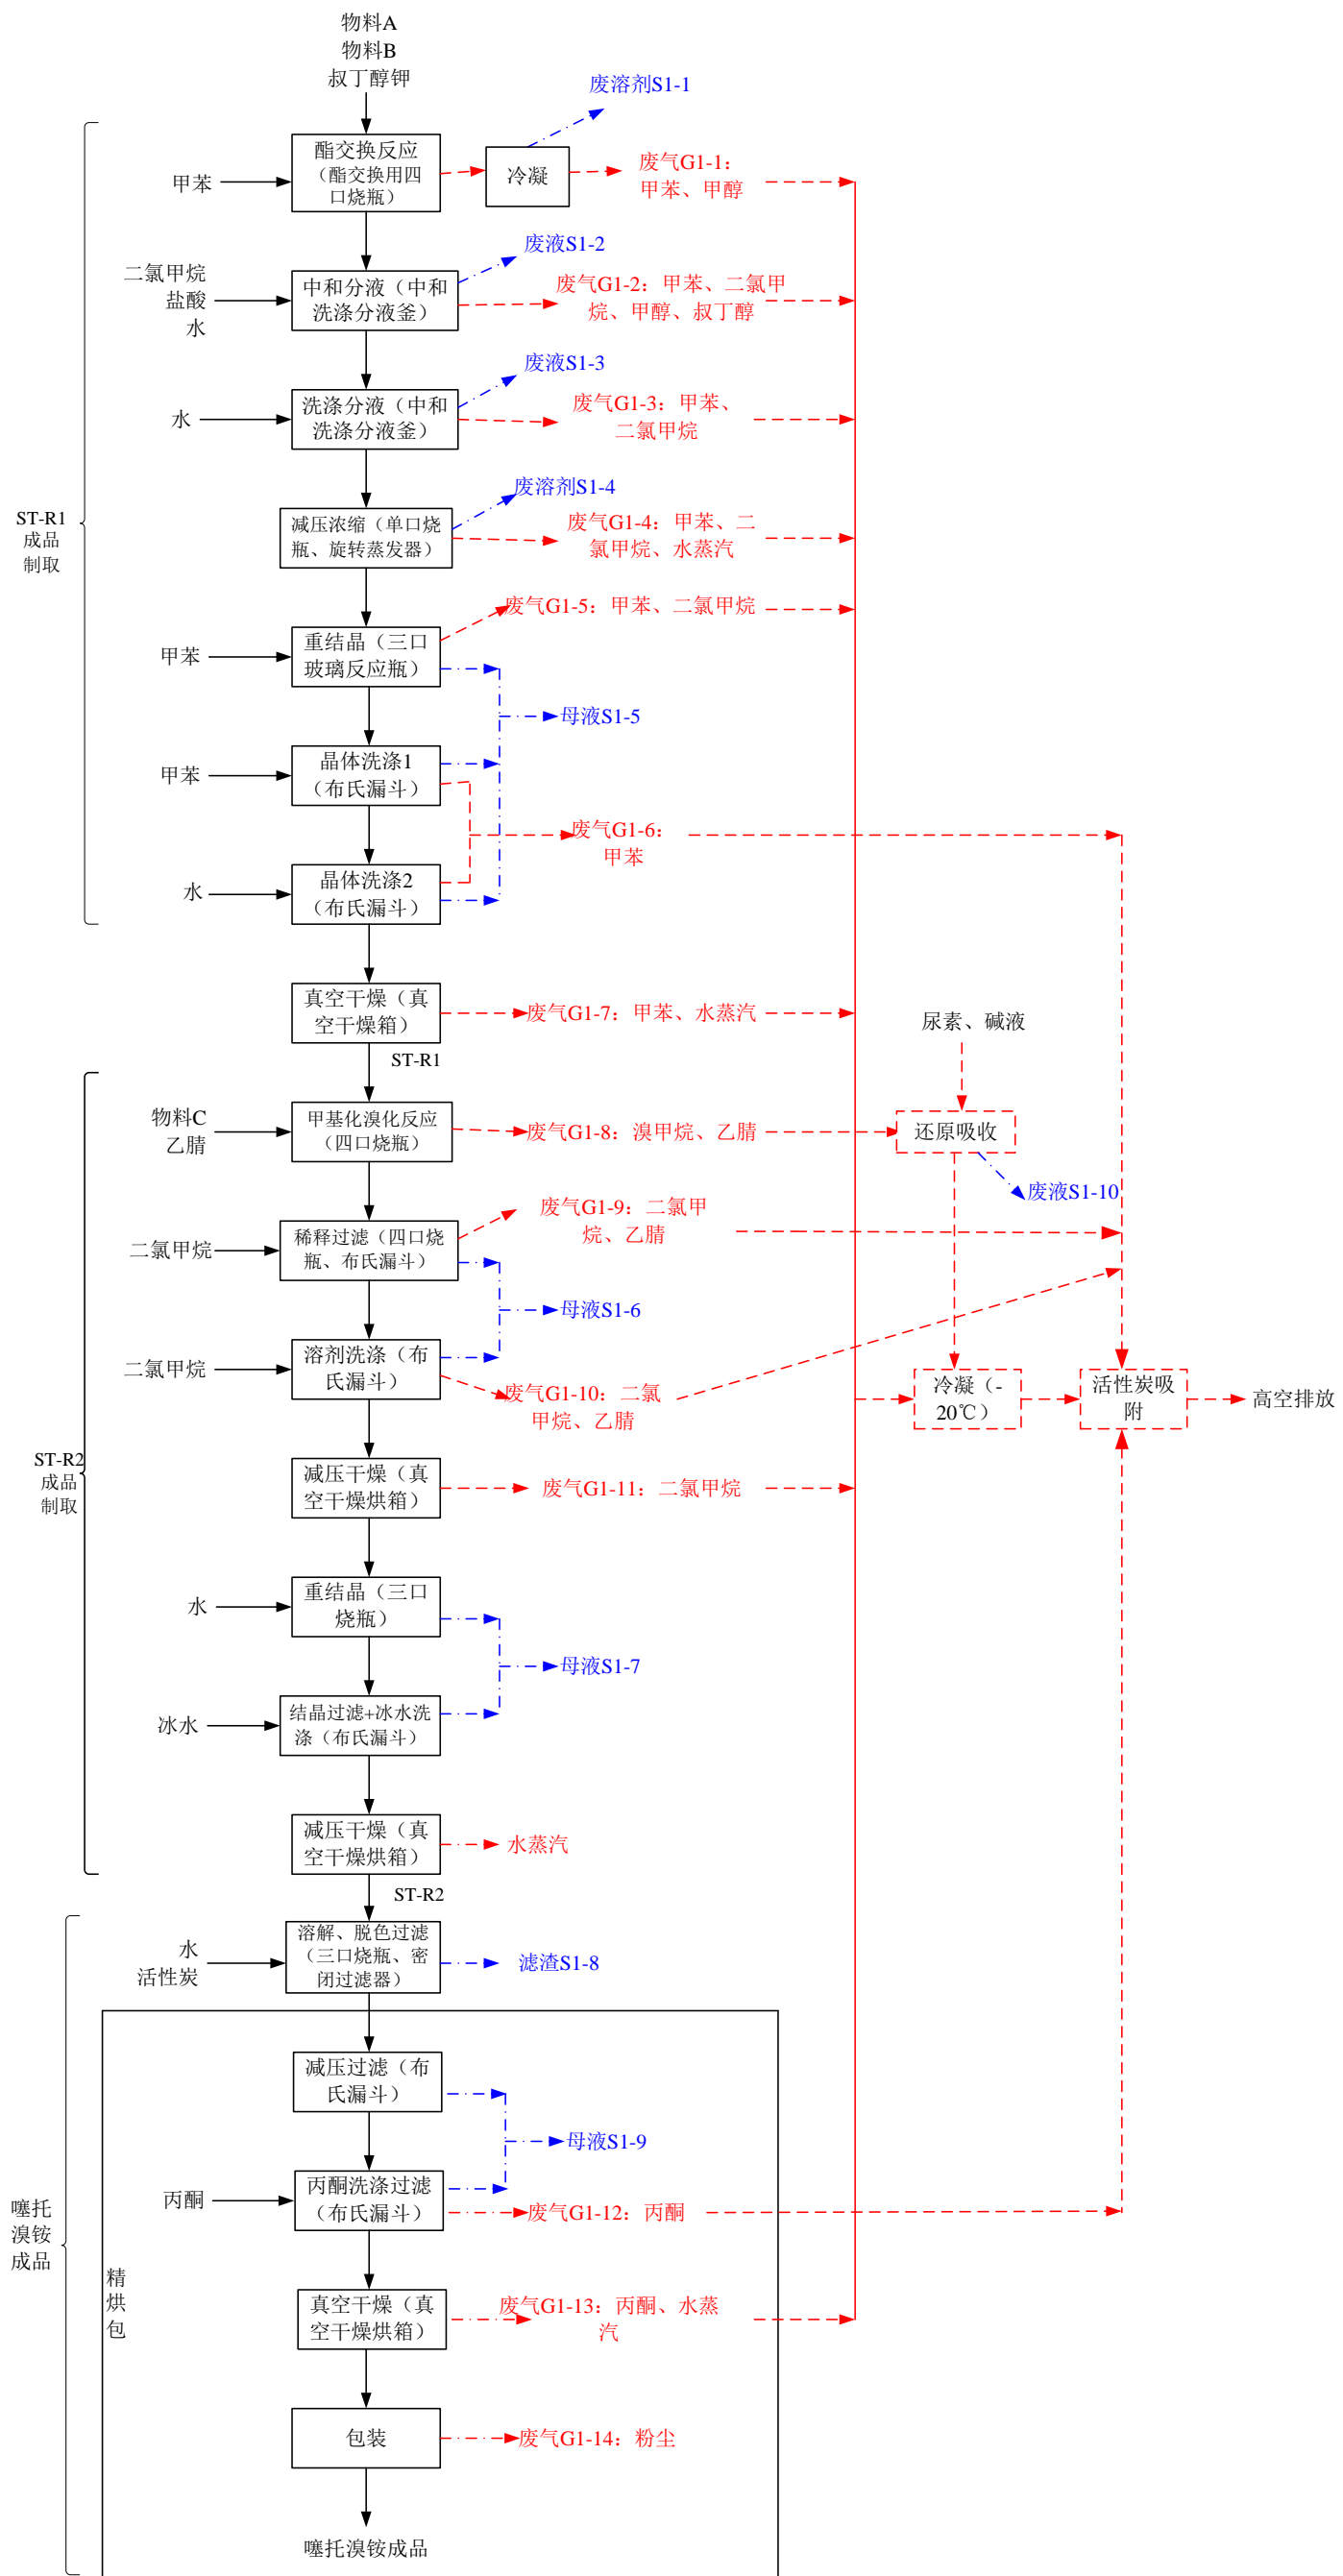 物料A
物料B
叔丁醇钾
废溶剂S1-1
甲苯
酯交换反应
（酯交换用四
口烧瓶）
冷凝
废气G1-1：
甲苯、甲醇
二氯甲烷
盐酸
水
中和分液（中和
洗涤分液釜）
废液S1-2
废气G1-2：甲苯、二氯甲
烷、甲醇、叔丁醇
水
洗涤分液（中和
洗涤分液釜）
废液S1-3
废气G1-3：甲苯、
二氯甲烷
ST-R1
成品
制取
减压浓缩（单口烧
瓶、旋转蒸发器）
废溶剂S1-4
废气G1-4：甲苯、二
氯甲烷、水蒸汽
废气G1-5：甲苯、二氯甲烷
甲苯
重结晶（三口
玻璃反应瓶）
母液S1-5
甲苯
晶体洗涤1
（布氏漏斗）
废气G1-6：
甲苯
水
晶体洗涤2
（布氏漏斗）
真空干燥（真
空干燥箱）
废气G1-7：甲苯、水蒸汽
尿素、碱液
ST-R1
物料C
乙腈
甲基化溴化反应
（四口烧瓶）
废气G1-8：溴甲烷、乙腈
还原吸收
废液S1-10
二氯甲烷
稀释过滤（四口烧
瓶、布氏漏斗）
废气G1-9：二氯甲
烷、乙腈
母液S1-6
二氯甲烷
溶剂洗涤（布
氏漏斗）
废气G1-10：二氯
甲烷、乙腈
冷凝（-
20℃）
活性炭吸
附
高空排放
ST-R2
成品
制取
减压干燥（真
空干燥烘箱）
废气G1-11：二氯甲烷
水
重结晶（三口
烧瓶）
母液S1-7
冰水
结晶过滤+冰水洗
涤（布氏漏斗）
减压干燥（真
空干燥烘箱）
水蒸汽
ST-R2
水
活性炭
溶解、脱色过滤
（三口烧瓶、密
闭过滤器）
滤渣S1-8
减压过滤（布
氏漏斗）
母液S1-9
丙酮
丙酮洗涤过滤
（布氏漏斗）
废气G1-12：丙酮
噻托
溴铵
成品
精
烘
包
真空干燥（真
空干燥烘箱）
废气G1-13：丙酮、水蒸
汽
包装
废气G1-14：粉尘
噻托溴铵成品